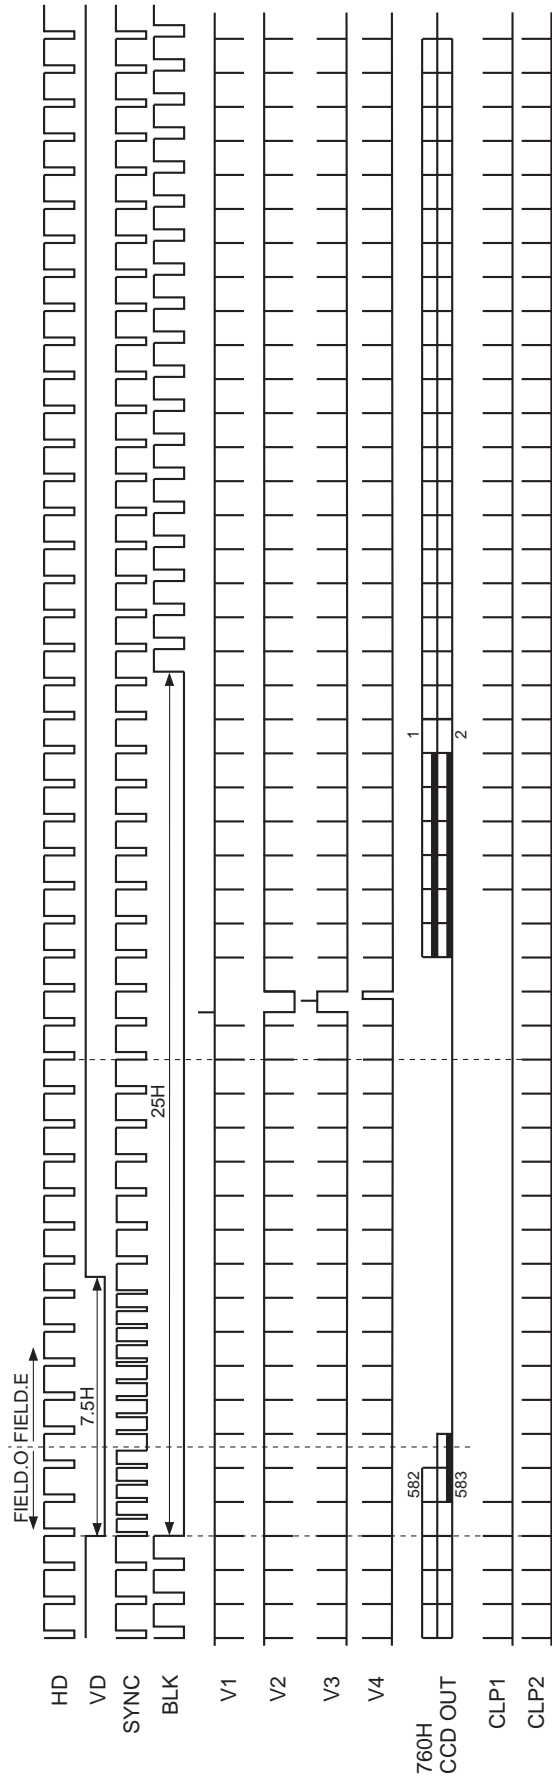 FIELD.O FIELD.E
HD
VD
7.5H
SYNC
BLK
25H
V1
V2
V3
V4
760H
CCD OUT
582
583
1
2
CLP1
CLP2